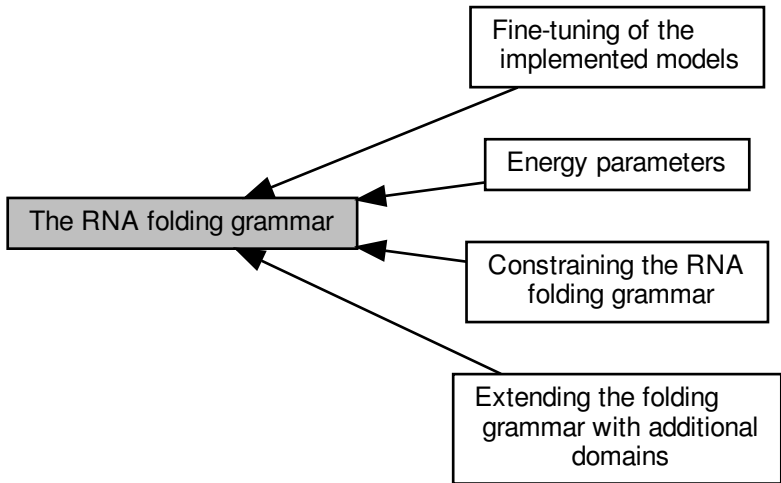 Fine-tuning of the
implemented models
Energy parameters
The RNA folding grammar
Constraining the RNA
folding grammar
Extending the folding
grammar with additional
domains